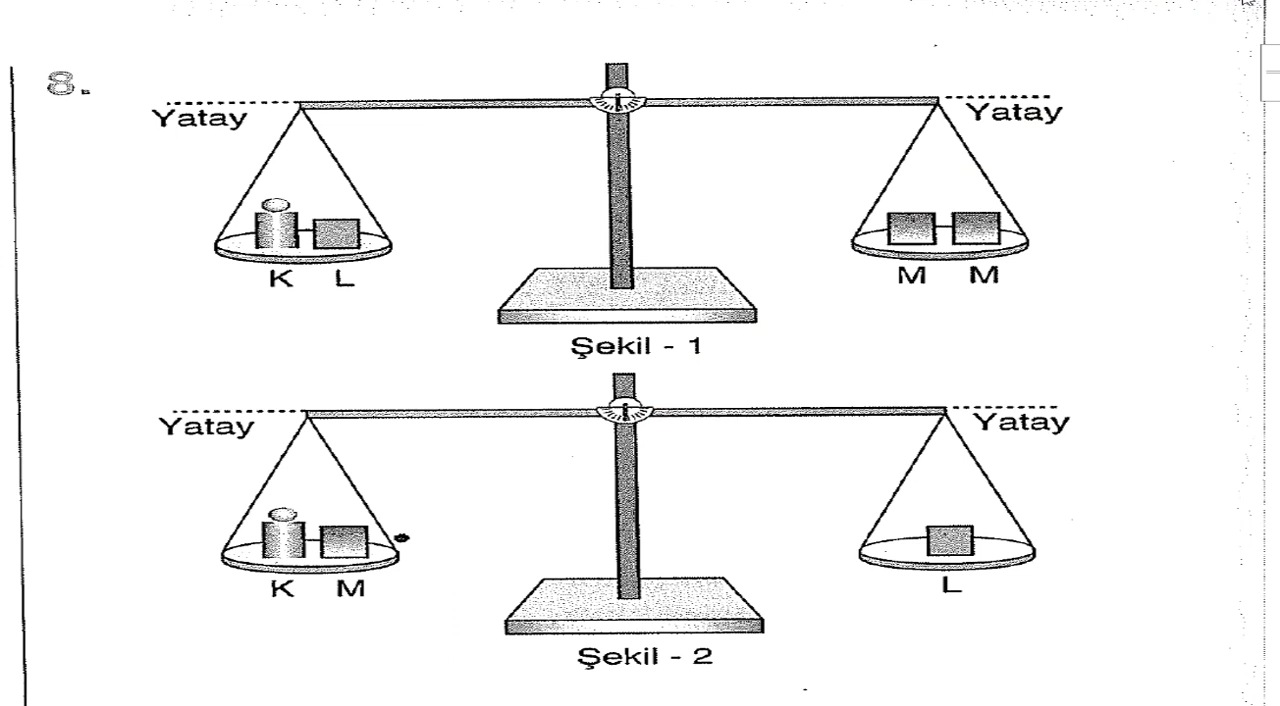 8.
Yatay Yatay
K L M M
Şekil - 1
Yatay Yatay
K M L
Şekil - 2